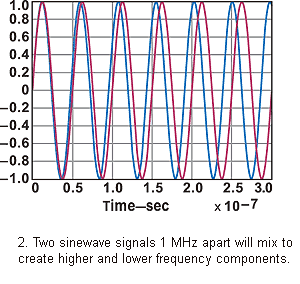 1.0
0.8
0.6
0.4
0.2
0
−0.2
−0.4
−0.6
−0.8
−1.0
0 0.5 1.0 1.5 2.0 2.5 3.0
Time—sec x 10-7
2. Two sinewave signals 1 MHz apart will mix to
create higher and lower frequency components.